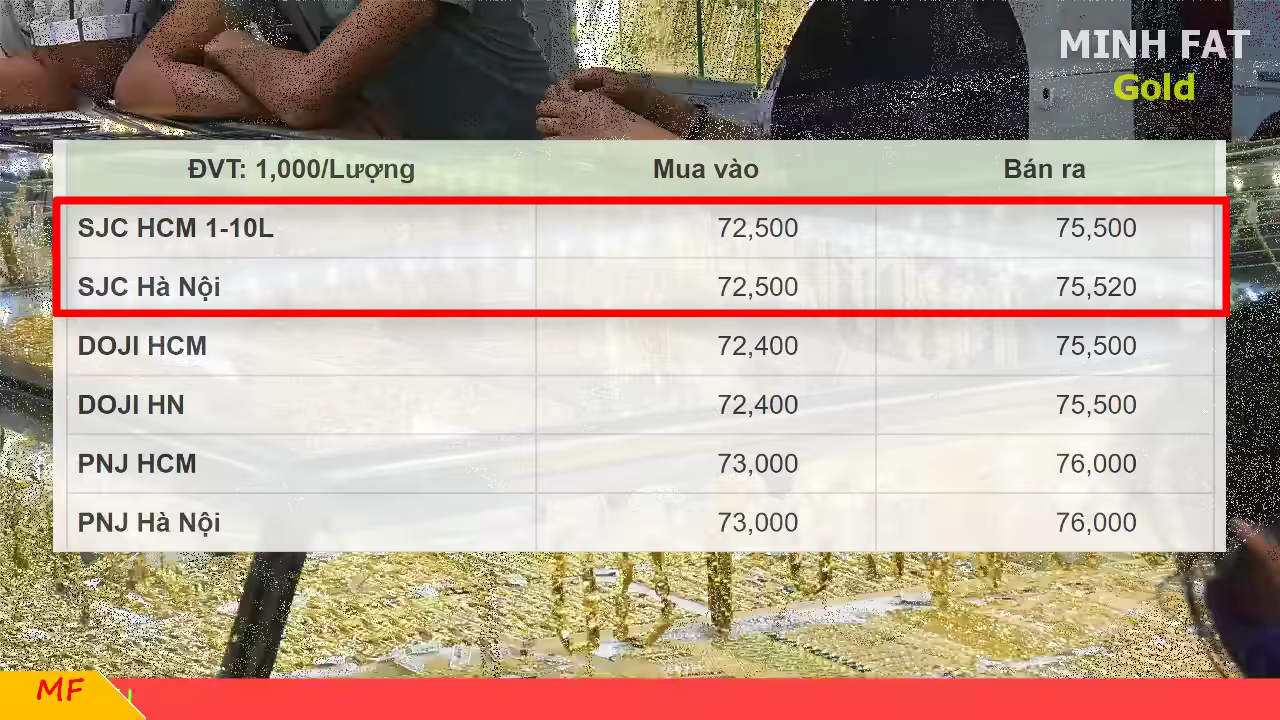 MINH FAT
Gold
ĐVT: 1,000/Lượng Mua vào Bán ra
SJC HCM 1-10L 72,500 75,500
SJC Hà Nội 72,500 75,520
DOJI HCM 72,400 75,500
DOJI HN 72,400 75,500
PNJ HCM 73,000 76,000
PNJ Hà Nội 73,000 76,000
MF